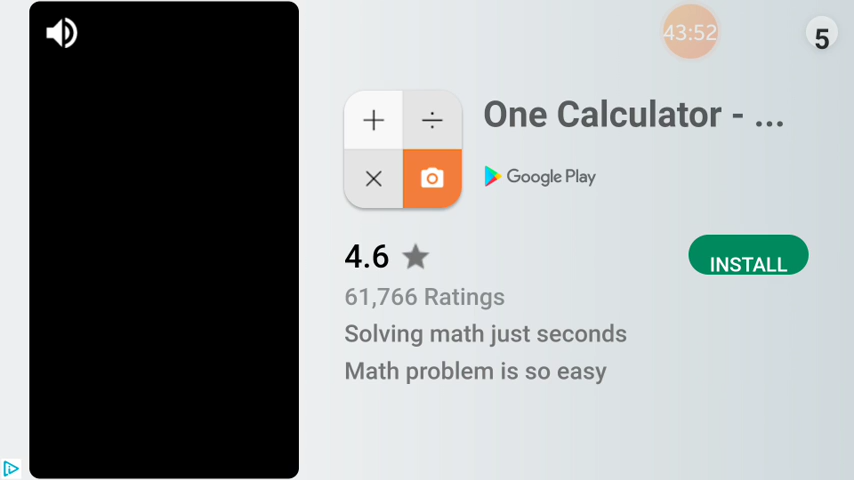 43:52
5
One Calculator - ...
Google Play
4.6
INSTALL
61,766 Ratings
Solving math just seconds
Math problem is so easy